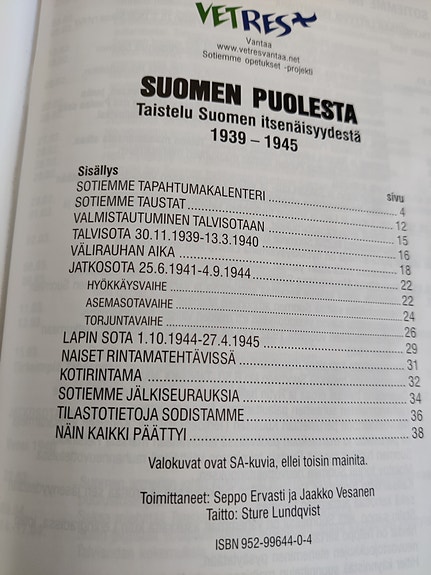 VETRES
Vantaa
www.vetresvantaa.net
Sotiemme opetukset -projekti
SUOMEN PUOLESTA
Taistelu Suomen itsenäisyydestä
1939 – 1945
Sisällys sivu
SOTIEMME TAPAHTUMAKALENTERI 4
SOTIEMME TAUSTAT 12
VALMISTAUTUMINEN TALVISOTAAN 15
TALVISOTA 30.11.1939-13.3.1940 16
VÄLIRAUHAN AIKA 18
JATKOSOTA 25.6.1941-4.9.1944 22
HYÖKKÄYSVAIHE 22
ASEMASOTAVAIHE 24
TORJUNTAVAIHE 26
LAPIN SOTA 1.10.1944-27.4.1945 29
NAISET RINTAMATEHTÄVISSÄ 31
KOTIRINTAMA 32
SOTIEMME JÄLKISEURAUKSIA 34
TILASTOTIETOJA SODISTAMME 36
NÄIN KAIKKI PÄÄTTYI 38
Valokuvat ovat SA-kuvia, ellei toisin mainita.
Toimittaneet: Seppo Ervasti ja Jaakko Vesanen
Taitto: Sture Lundqvist
ISBN 952-99644-0-4